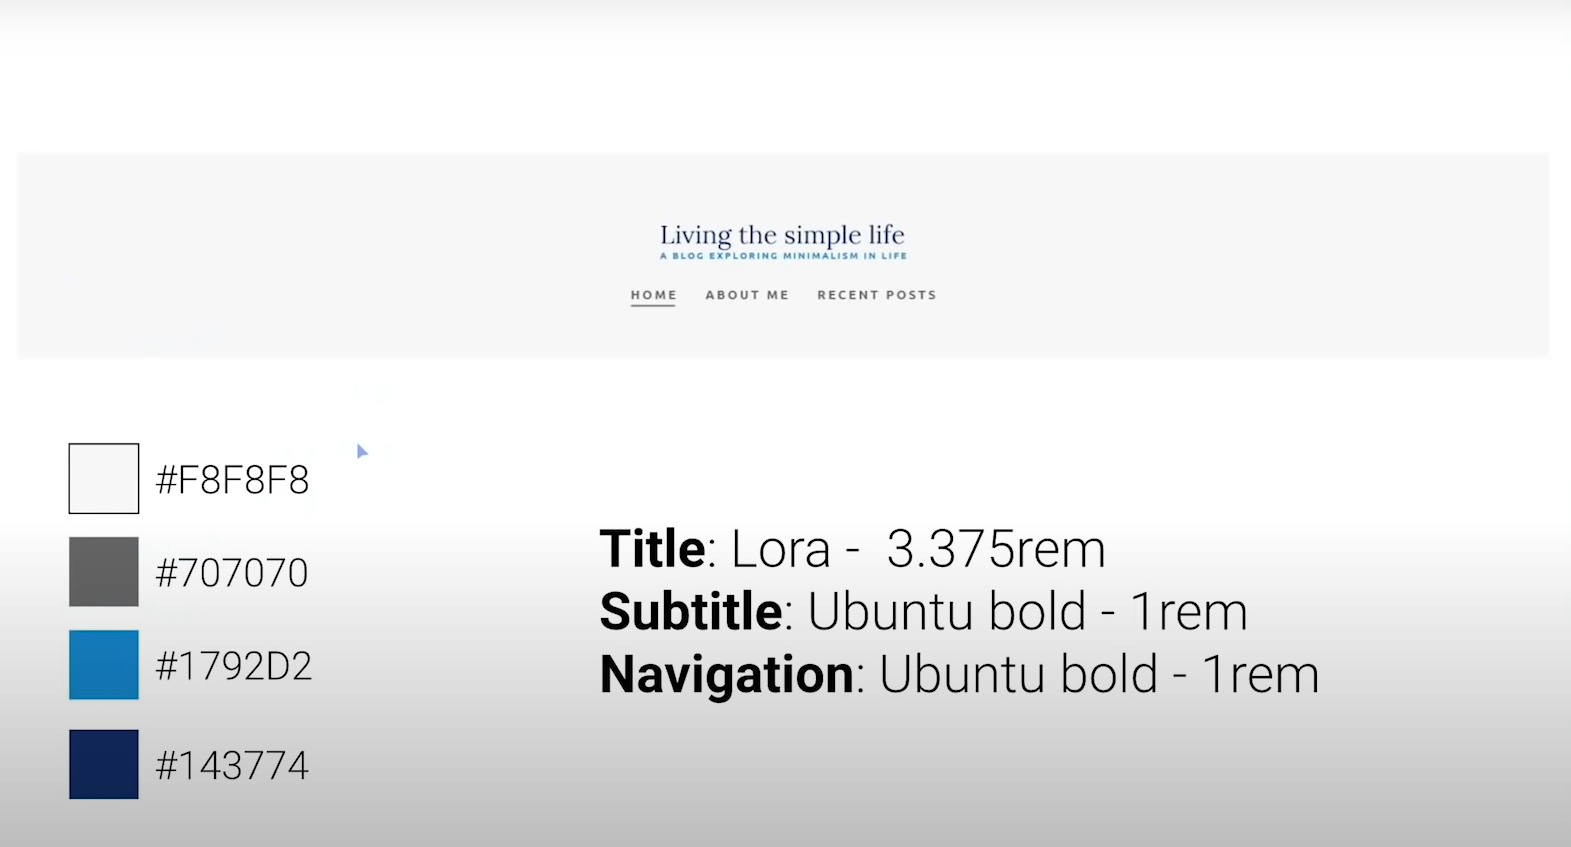 Living the simple life
A BLOG EXPLORING MINIMALISM IN LIFE
HOME ABOUT ME RECENT POSTS
#F8F8F8
#707070
#1792D2
#143774
Title: Lora - 3.375rem
Subtitle: Ubuntu bold - 1rem
Navigation: Ubuntu bold - 1rem